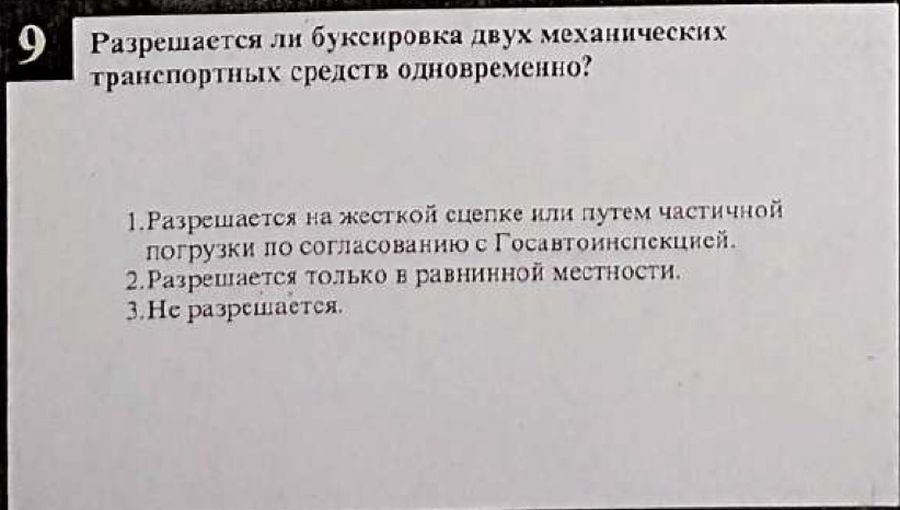 9
Разрешается ли буксировка двух механических
транспортных средств одновременно?
1.Разрешается на жесткой сцепке или путем частичной
погрузки по согласованию с Госавтоинспекцией.
2.Разрешается только в равнинной местности.
3.Не разрешается.